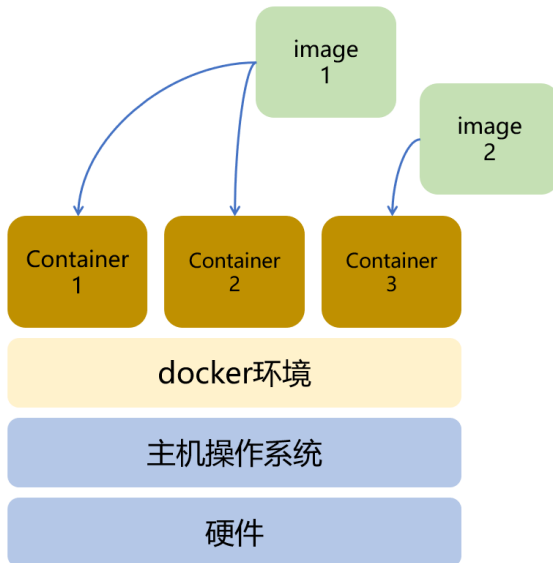 image
1
image
2
Container
1
Container
2
Container
3
docker环境
主机操作系统
硬件